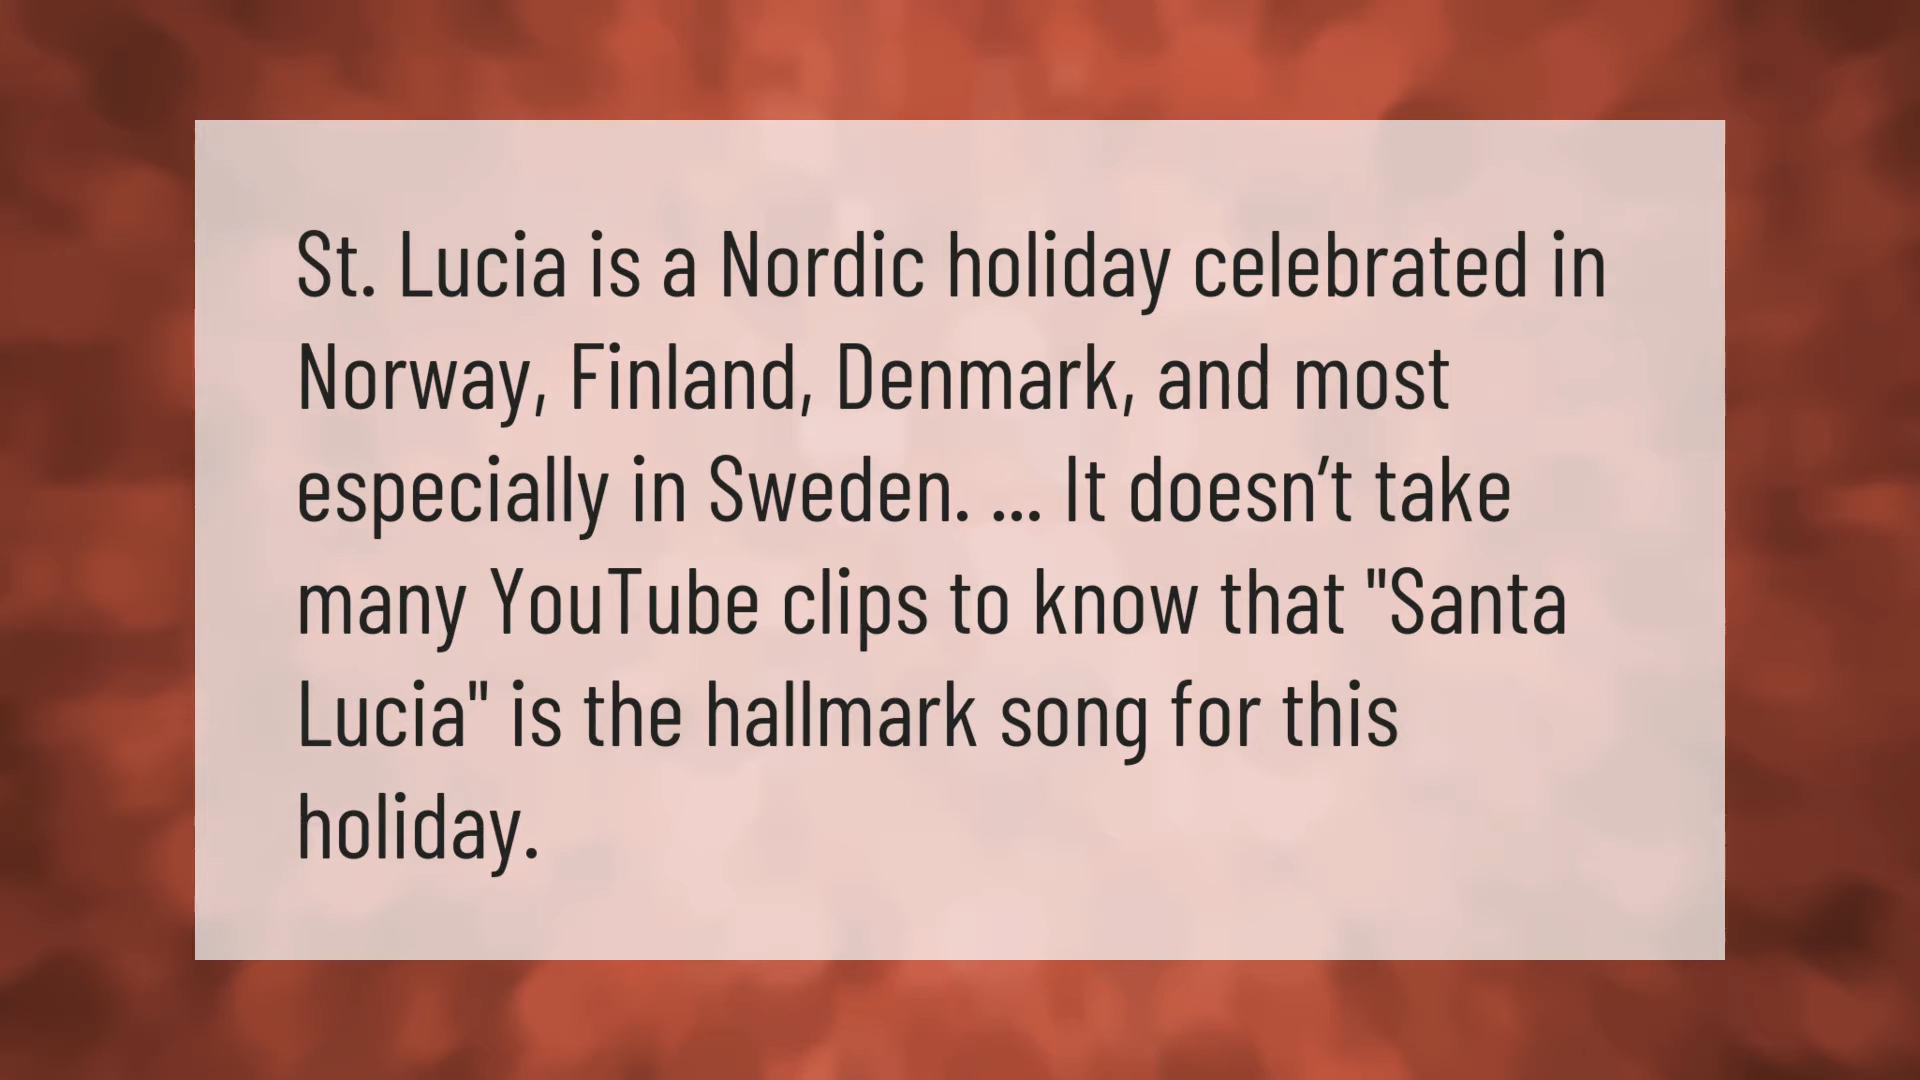 St. Lucia is a Nordic holiday celebrated in
Norway, Finland, Denmark, and most
especially in Sweden. ... It doesn’t take
many YouTube clips to know that "Santa
Lucia" is the hallmark song for this
holiday.